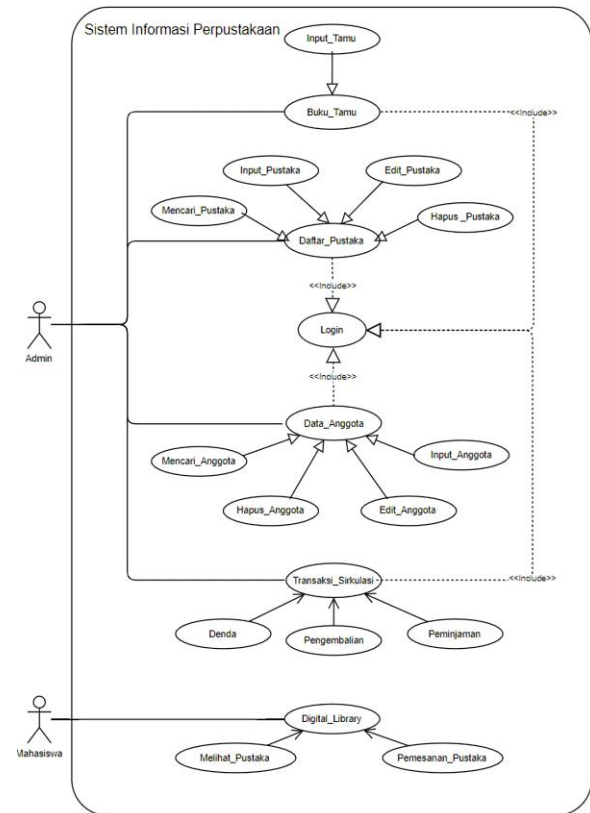 Sistem Informasi Perpustakaan
Input_Tamu
Buku_Tamu
<<Include>>
Input_Pustaka
Edit_Pustaka
Mencari_Pustaka
Hapus _Pustaka
Daftar_Pustaka
<<Include>>
Login
Admin
<<Include>>
Data_Anggota
Mencari_Anggota
Input_Anggota
Hapus_Anggota
Edit_Anggota
Transaksi_Sirkulasi
<<Include>>
Denda
Pengembalian
Peminjaman
Digital_Library
Mahasiswa
Melihat_Pustaka
Pemesanan_Pustaka